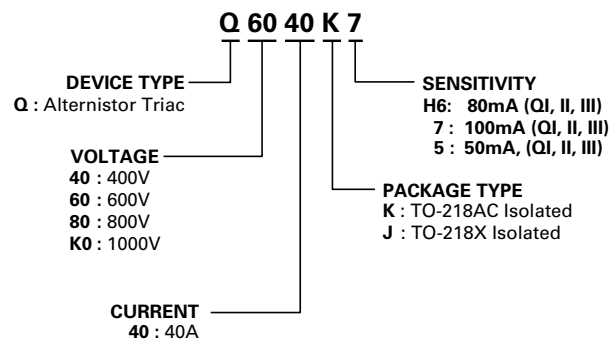 Q 60 40 K 7
DEVICE TYPE
Q : Alternistor Triac
VOLTAGE
40 : 400V
60 : 600V
80 : 800V
K0 : 1000V
CURRENT
40 : 40A
SENSITIVITY
H6: 80mA (QI, II, III)
7 : 100mA (QI, II, III)
5 : 50mA, (QI, II, III)
PACKAGE TYPE
K : TO-218AC Isolated
J : TO-218X Isolated